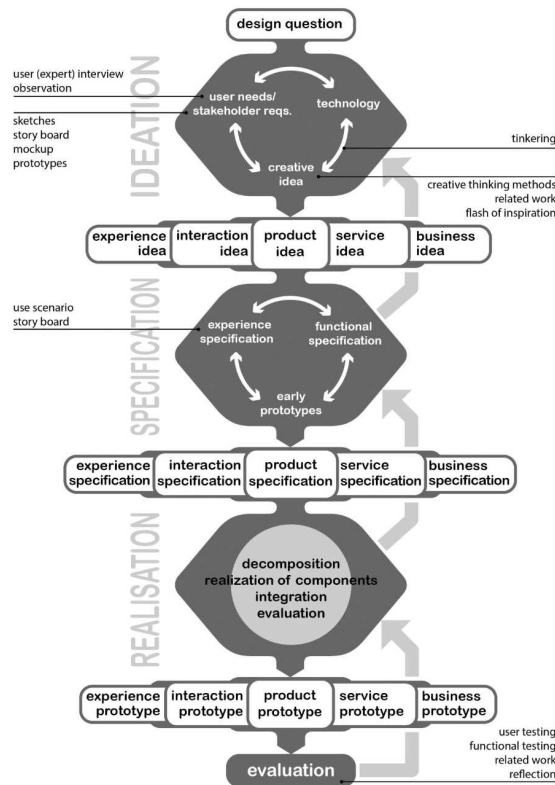 design question
IDEATION
user (expert) interview
observation
sketches
story board
mockup
prototypes
user needs/
stakeholder reqs.
technology
creative
idea
tinkering
creative thinking methods
related work
flash of inspiration
experience
idea
interaction
idea
product
idea
service
idea
business
idea
SPECIFICATION
use scenario
story board
experience
specification
functional
specification
early
prototypes
experience
specification
interaction
specification
product
specification
service
specification
business
specification
REALISATION
decomposition
realization of components
integration
evaluation
experience
prototype
interaction
prototype
product
prototype
service
prototype
business
prototype
evaluation
user testing
functional testing
related work
reflection